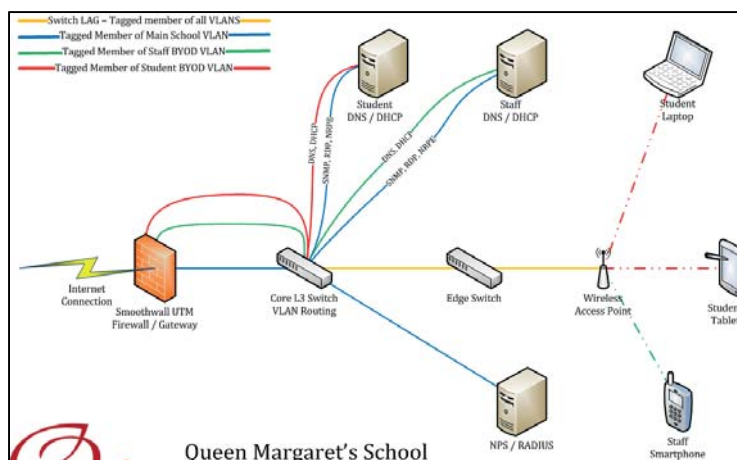 Switch LAG – Tagged member of all VLANS
Tagged Member of Main School VLAN
Tagged Member of Staff BYOD VLAN
Tagged Member of Student BYOD VLAN
Student
DNS / DHCP
Staff
DNS / DHCP
Student
Laptop
DNS, DHCP
SNMP, RDP, NRPE
DNS, DHCP
SNMP, RDP, NRPE
Internet
Connection
Smoothwall UTM
Firewall / Gateway
Core L3 Switch
VLAN Routing
Edge Switch
Wireless
Access Point
Student
Tablet
NPS / RADIUS
Staff
Smartphone
Queen Margaret's School